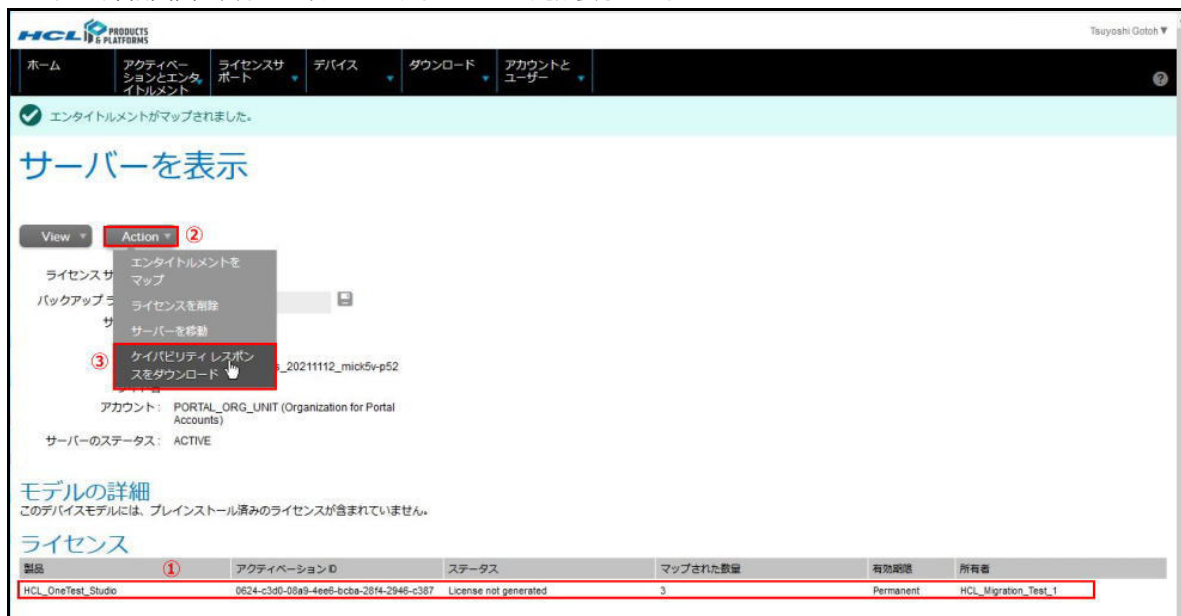 HCL PRODUCTS & PLATFORMS
Tsuyoshi Gotoh ▼
ホーム
アクティベーションとエンタイトルメント
ライセンスサポート
デバイス
ダウンロード
アカウントとユーザー
エンタイトルメントがマップされました。
サーバーを表示
View
Action
②
エンタイトルメントを
マップ
ライセンスを削除
サーバーを移動
③
ケイパビリティ レスポン
スをダウンロード
ライセンス サ
バックアップ ラ
サ
s_20211112_mick5v-p52
アカウント: PORTAL_ORG_UNIT (Organization for Portal
Accounts)
サーバーのステータス: ACTIVE
モデルの詳細
このデバイスモデルには、プレインストール済みのライセンスが含まれていません。
ライセンス
製品 ① アクティベーション ID ステータス マップされた数量 有効期限 所有者
HCL_OneTest_Studio 0624-c3d0-08a9-4ee6-bcba-28f4-2946-c387 License not generated 3 Permanent HCL_Migration_Test_1